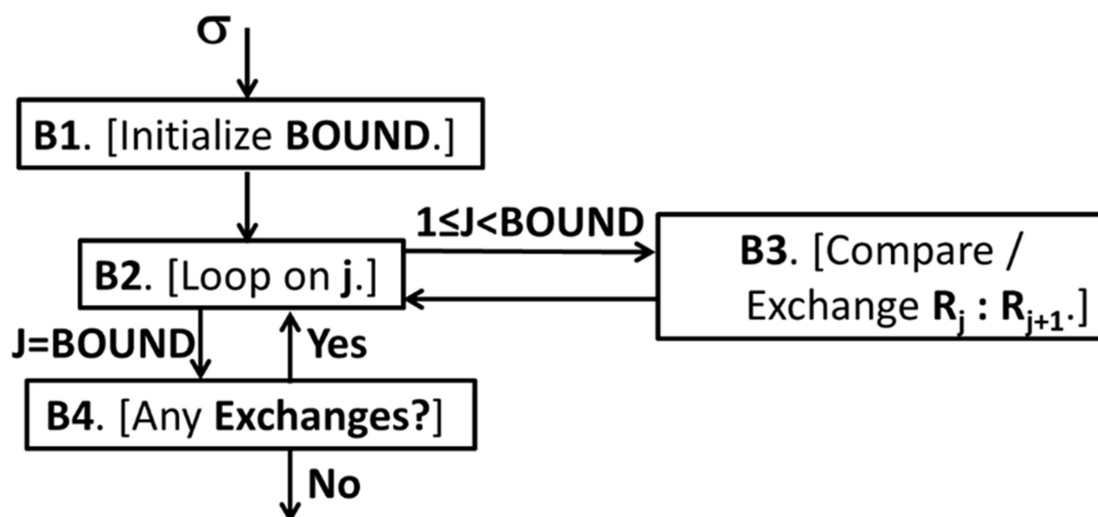 σ
B1. [Initialize BOUND.]
1≤J<BOUND
B2. [Loop on j.]
B3. [Compare /
Exchange Rj : Rj+1.]
J=BOUND
Yes
B4. [Any Exchanges?]
No